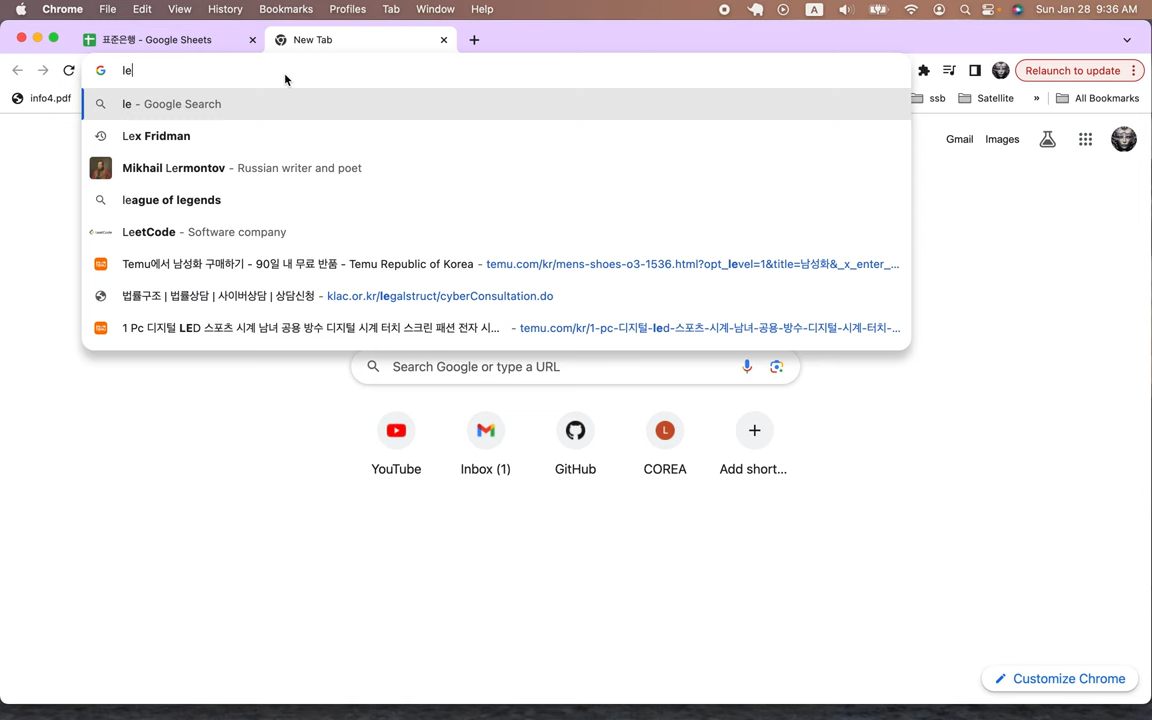 Chrome File Edit View History Bookmarks Profiles Tab Window Help A Sun Jan 28 9:36 AM
표준은행 - Google Sheets New Tab
le Relaunch to update
info4.pdf ssb Satellite » All Bookmarks
le - Google Search
Lex Fridman
Gmail Images
Mikhail Lermontov - Russian writer and poet
league of legends
LeetCode LeetCode - Software company
Temu에서 남성화 구매하기 - 90일 내 무료 반품 - Temu Republic of Korea - temu.com/kr/mens-shoes-o3-1536.html?opt_level=1&title=남성화&_x_enter_...
법률구조 | 법률상담 | 사이버상담 | 상담신청 - klac.or.kr/legalstruct/cyberConsultation.do
1 Pc 디지털 LED 스포츠 시계 남녀 공용 방수 디지털 시계 터치 스크린 패션 전자 시... - temu.com/kr/1-pc-디지털-led-스포츠-시계-남녀-공용-방수-디지털-시계-터치-...
Search Google or type a URL
L
YouTube Inbox (1) GitHub COREA Add short...
Customize Chrome